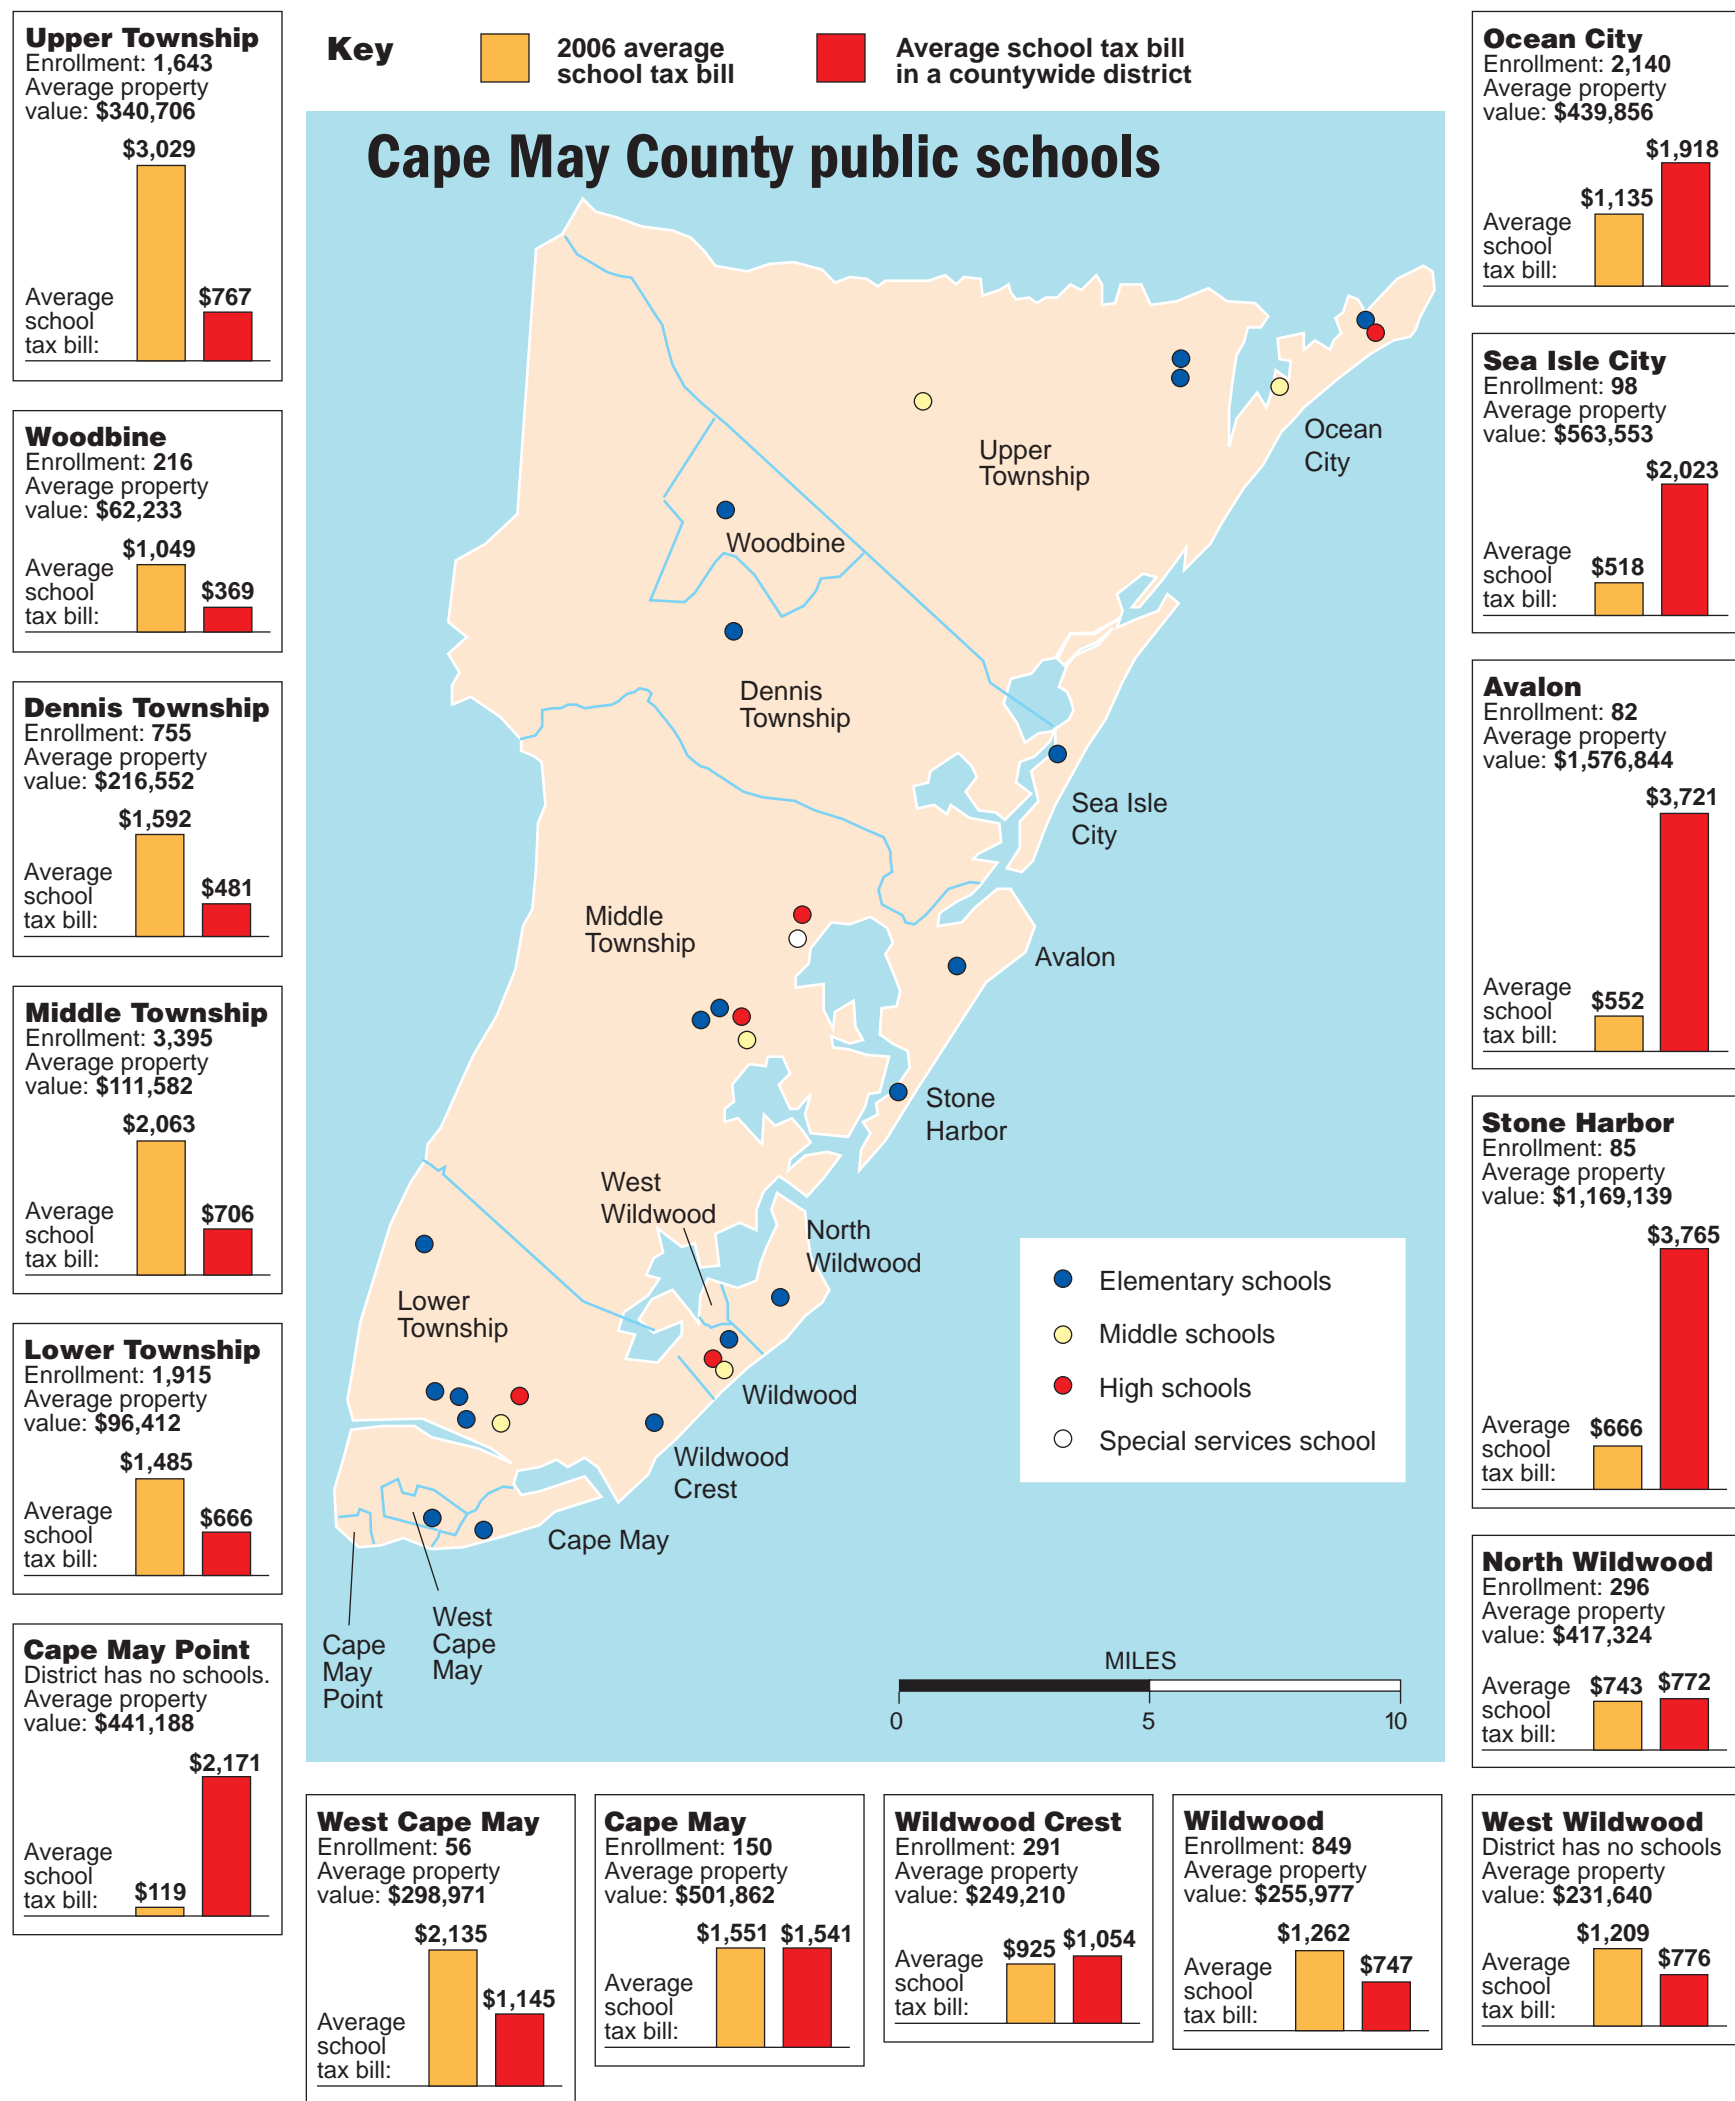 Key
2006 average
school tax bill
Average school tax bill
in a countywide district
Cape May County public schools
Upper Township
Enrollment: 1,643
Average property
value: $340,706
$3,029
$767
Average
school
tax bill:
Woodbine
Enrollment: 216
Average property
value: $62,233
$1,049
$369
Average
school
tax bill:
Dennis Township
Enrollment: 755
Average property
value: $216,552
$1,592
$481
Average
school
tax bill:
Middle Township
Enrollment: 3,395
Average property
value: $111,582
$2,063
$706
Average
school
tax bill:
Lower Township
Enrollment: 1,915
Average property
value: $96,412
$1,485
$666
Average
school
tax bill:
Cape May Point
District has no schools.
Average property
value: $441,188
$2,171
$119
Average
school
tax bill:
Upper
Township
Ocean
City
Woodbine
Dennis
Township
Sea Isle
City
Middle
Township
Avalon
Stone
Harbor
West
Wildwood
North
Wildwood
Lower
Township
Wildwood
Wildwood
Crest
Cape May
Cape
May
Point
West
Cape
May
Elementary schools
Middle schools
High schools
Special services school
MILES
0
5
10
Ocean City
Enrollment: 2,140
Average property
value: $439,856
$1,918
$1,135
Average
school
tax bill:
Sea Isle City
Enrollment: 98
Average property
value: $563,553
$2,023
$518
Average
school
tax bill:
Avalon
Enrollment: 82
Average property
value: $1,576,844
$3,721
$552
Average
school
tax bill:
Stone Harbor
Enrollment: 85
Average property
value: $1,169,139
$3,765
$666
Average
school
tax bill:
North Wildwood
Enrollment: 296
Average property
value: $417,324
$743 $772
Average
school
tax bill:
West Cape May
Enrollment: 56
Average property
value: $298,971
$2,135
$1,145
Average
school
tax bill:
Cape May
Enrollment: 150
Average property
value: $501,862
$1,551 $1,541
Average
school
tax bill:
Wildwood Crest
Enrollment: 291
Average property
value: $249,210
$925 $1,054
Average
school
tax bill:
Wildwood
Enrollment: 849
Average property
value: $255,977
$1,262
$747
Average
school
tax bill:
West Wildwood
District has no schools
Average property
value: $231,640
$1,209
$776
Average
school
tax bill: